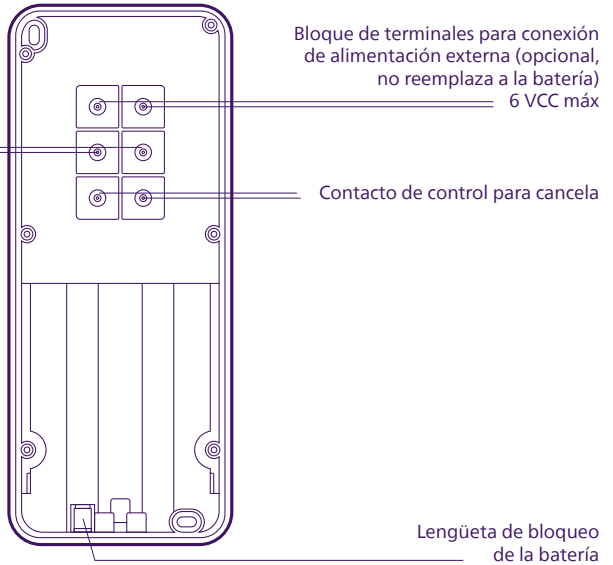 Bloque de terminales para conexión
de alimentación externa (opcional,
no reemplaza a la batería)
6 VCC máx
Contacto de control para cancela
Lengüeta de bloqueo
de la batería